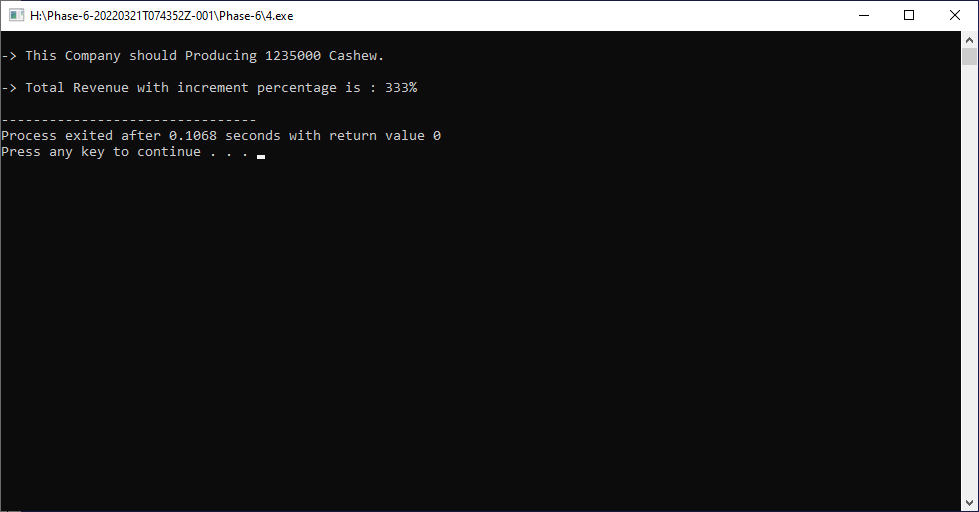 H:\Phase-6-20220321T074352Z-001\Phase-6\4.exe
-> This Company should Producing 1235000 Cashew.
-> Total Revenue with increment percentage is : 333%
--------------------------------
Process exited after 0.1068 seconds with return value 0
Press any key to continue . . .